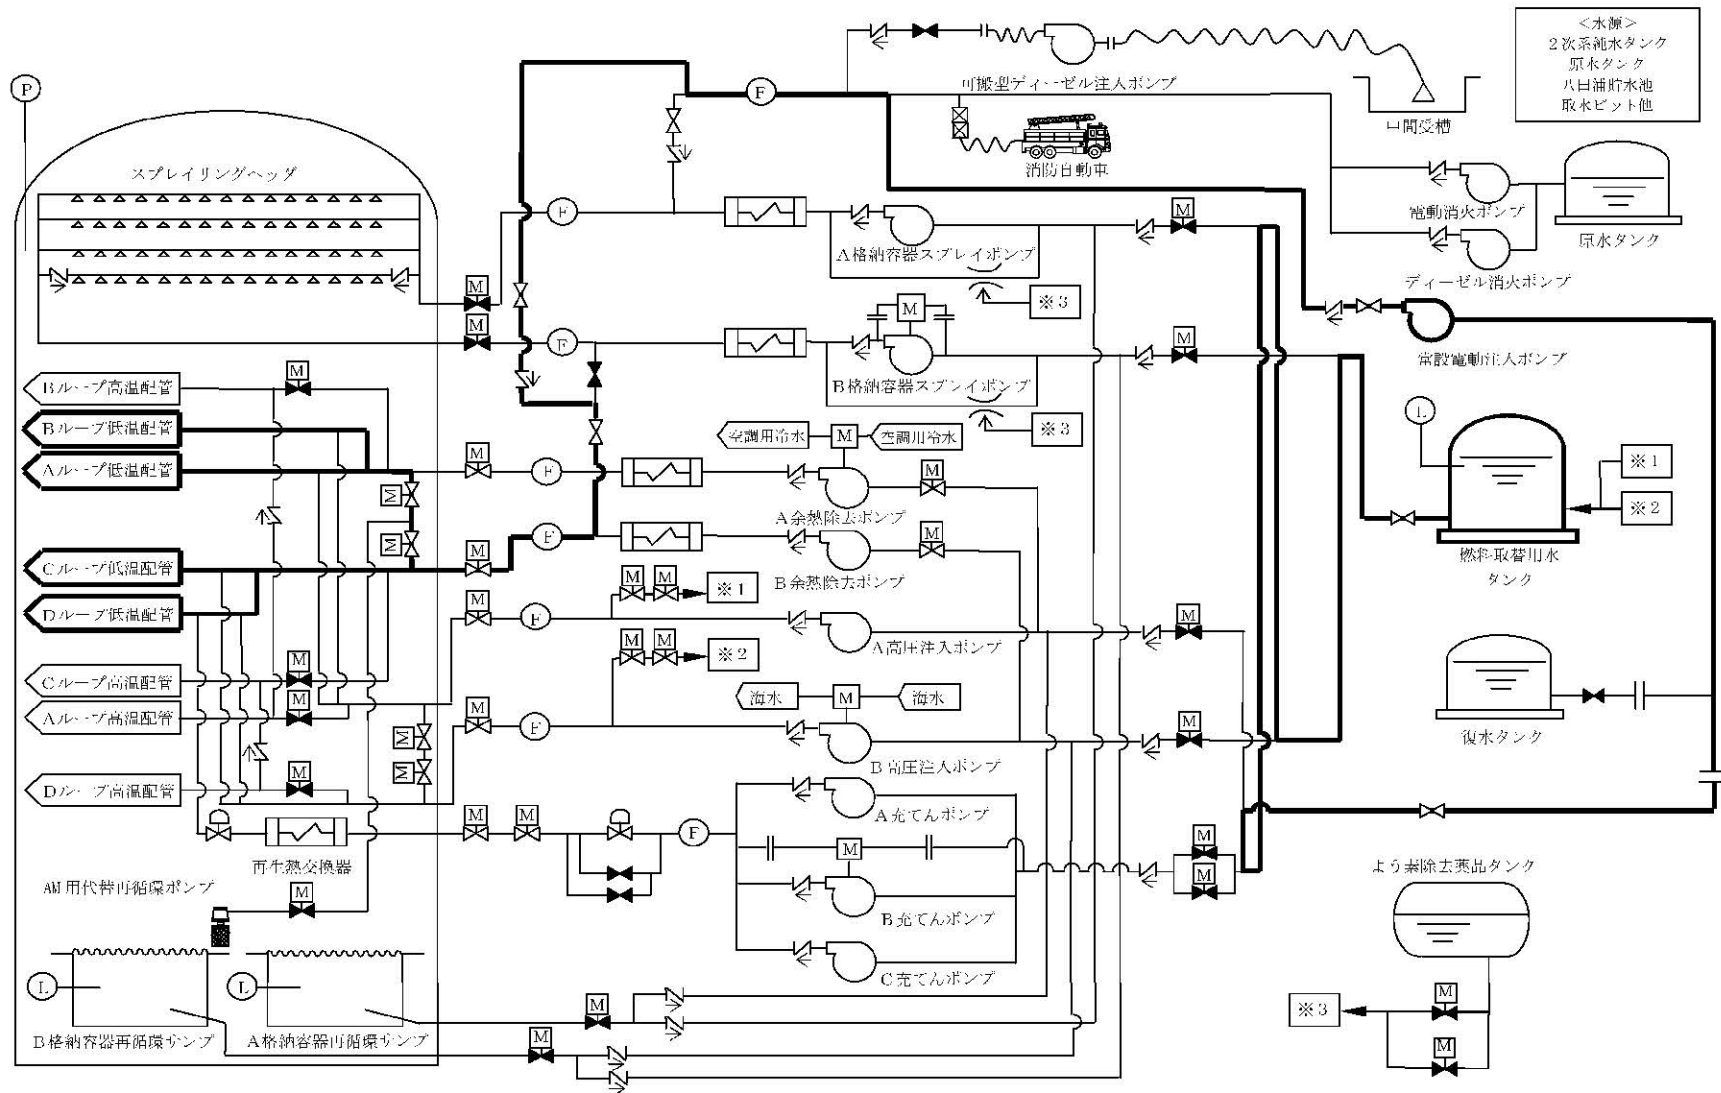 <水源>
2次系純水タンク
原水タンク
八田浦貯水池
取水ピット他
可搬型ディーゼル注入ポンプ
中間受槽
P
F
消防自動車
スプレイリングヘッダ
電動消火ポンプ
原水タンク
ディーゼル消火ポンプ
F
M
A格納容器スプレイポンプ
※3
M
M
F
M
M
B格納容器スプレイポンプ
※3
常設電動注入ポンプ
Bループ高温配管
M
Bループ低温配管
空調用冷水
M
空調用冷水
L
Aループ低温配管
M
F
M
※1
M
A余熱除去ポンプ
※2
M
M
F
M
燃料取替用水
タンク
Cループ低温配管
B余熱除去ポンプ
M
M
※1
Dループ低温配管
M
F
A高圧注入ポンプ
M
M
M
※2
Cループ高温配管
M
海水
M
海水
Aループ高温配管
M
M
F
M
復水タンク
M
B高圧注入ポンプ
M
Dループ高温配管
M
A充てんポンプ
M
M
F
M
M
再生熱交換器
M
よう素除去薬品タンク
AM用代替再循環ポンプ
M
B充てんポンプ
C充てんポンプ
L
L
M
M
※3
B格納容器再循環サンプ
A格納容器再循環サンプ
M
M